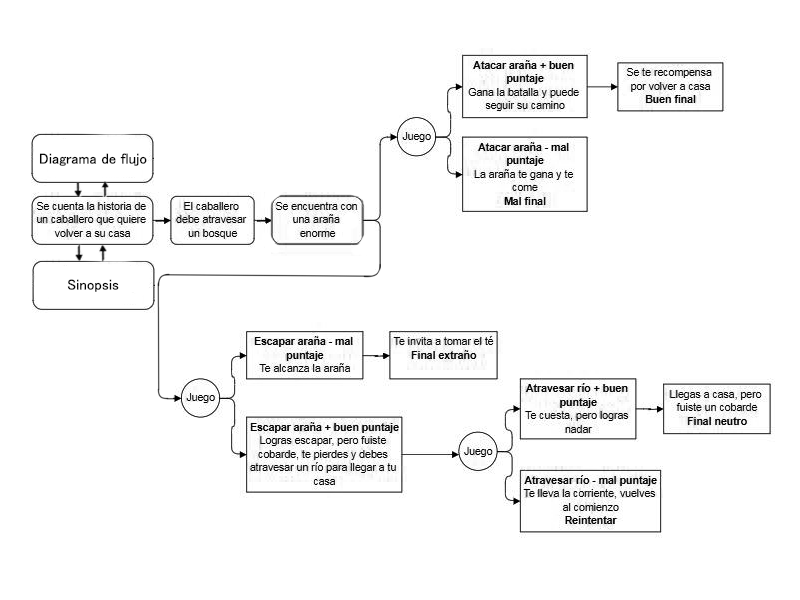 Atacar araña + buen
puntaje
Gana la batalla y puede
seguir su camino
Se te recompensa
por volver a casa
Buen final
Juego
Atacar araña - mal
puntaje
La araña te gana y te
come
Mal final
Diagrama de flujo
Se cuenta la historia de
un caballero que quiere
volver a su casa
El caballero
debe atravesar
un bosque
Se encuentra con
una araña
enorme
Sinopsis
Escapar araña - mal
puntaje
Te alcanza la araña
Te invita a tomar el té
Final extraño
Juego
Escapar araña + buen puntaje
Logras escapar, pero fuiste
cobarde, te pierdes y debes
atravesar un río para llegar a tu
casa
Juego
Atravesar río + buen
puntaje
Te cuesta, pero logras
nadar
Llegas a casa, pero
fuiste un cobarde
Final neutro
Atravesar río - mal puntaje
Te lleva la corriente, vuelves
al comienzo
Reintentar